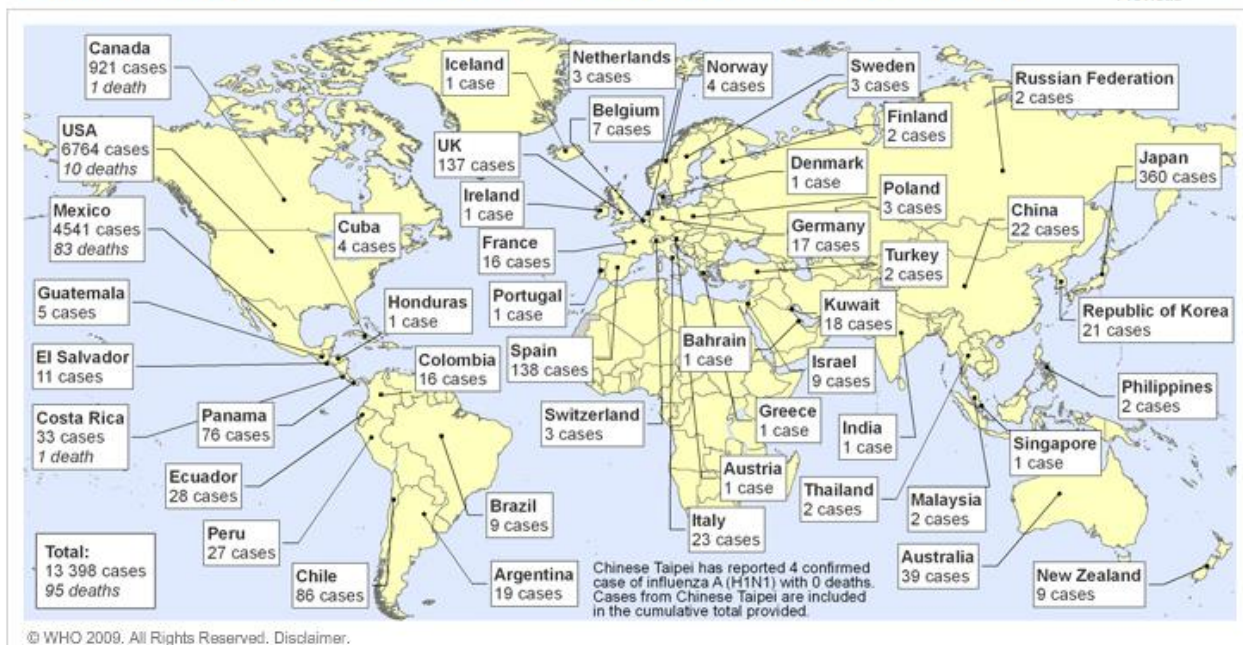 Canada
921 cases
1 death
Iceland
1 case
Netherlands
3 cases
Norway
4 cases
Sweden
3 cases
Russian Federation
2 cases
USA
6764 cases
10 deaths
Belgium
7 cases
Finland
2 cases
UK
137 cases
Denmark
1 case
Japan
360 cases
Mexico
4541 cases
83 deaths
Cuba
4 cases
Ireland
1 case
Poland
3 cases
China
22 cases
France
16 cases
Germany
17 cases
Turkey
2 cases
Guatemala
5 cases
Honduras
1 case
Portugal
1 case
Kuwait
18 cases
Republic of Korea
21 cases
El Salvador
11 cases
Colombia
16 cases
Spain
138 cases
Bahrain
1 case
Israel
9 cases
Philippines
2 cases
Costa Rica
33 cases
1 death
Panama
76 cases
Switzerland
3 cases
Greece
1 case
India
1 case
Singapore
1 case
Ecuador
28 cases
Austria
1 case
Thailand
2 cases
Malaysia
2 cases
Brazil
9 cases
Peru
27 cases
Italy
23 cases
Australia
39 cases
Total:
13 398 cases
95 deaths
Chile
86 cases
Argentina
19 cases
Chinese Taipei has reported 4 confirmed
case of influenza A (H1N1) with 0 deaths.
Cases from Chinese Taipei are included
in the cumulative total provided.
New Zealand
9 cases
© WHO 2009. All Rights Reserved. Disclaimer.